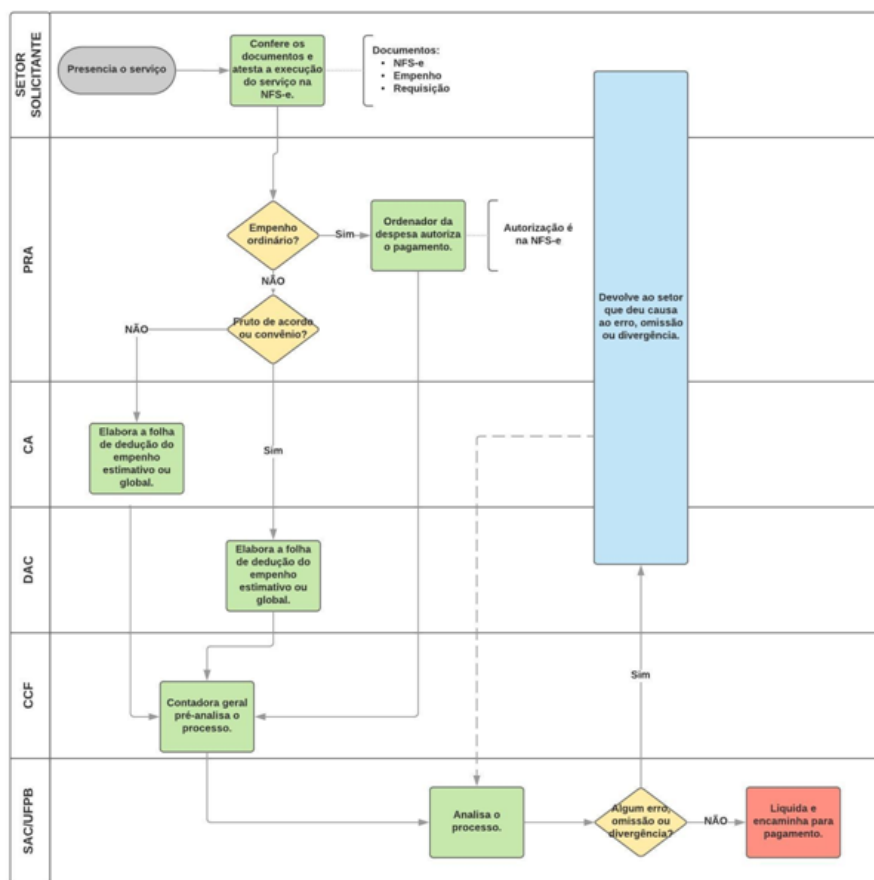 SETOR
SOLICITANTE
Presencia o serviço
Confere os
documentos e
atesta a execução
do serviço na
NFS-e.
Documentos:
• NFS-e
• Empenho
• Requisição
PRA
Empenho
ordinário?
Sim
Ordenador da
despesa autoriza
o pagamento.
Autorização é
na NFS-e
NÃO
Fruto de acordo
ou convênio?
NÃO
Devolve ao setor
que deu causa
ao erro, omissão
ou divergência.
CA
Elabora a folha
de dedução do
empenho
estimativo ou
global.
Sim
DAC
Elabora a folha
de dedução do
empenho
estimativo ou
global.
CCF
Contadora geral
pré-analisa o
processo.
Sim
SAC/UFPB
Analisa o
processo.
Algum erro,
omissão ou
divergência?
NÃO
Liquida e
encaminha para
pagamento.